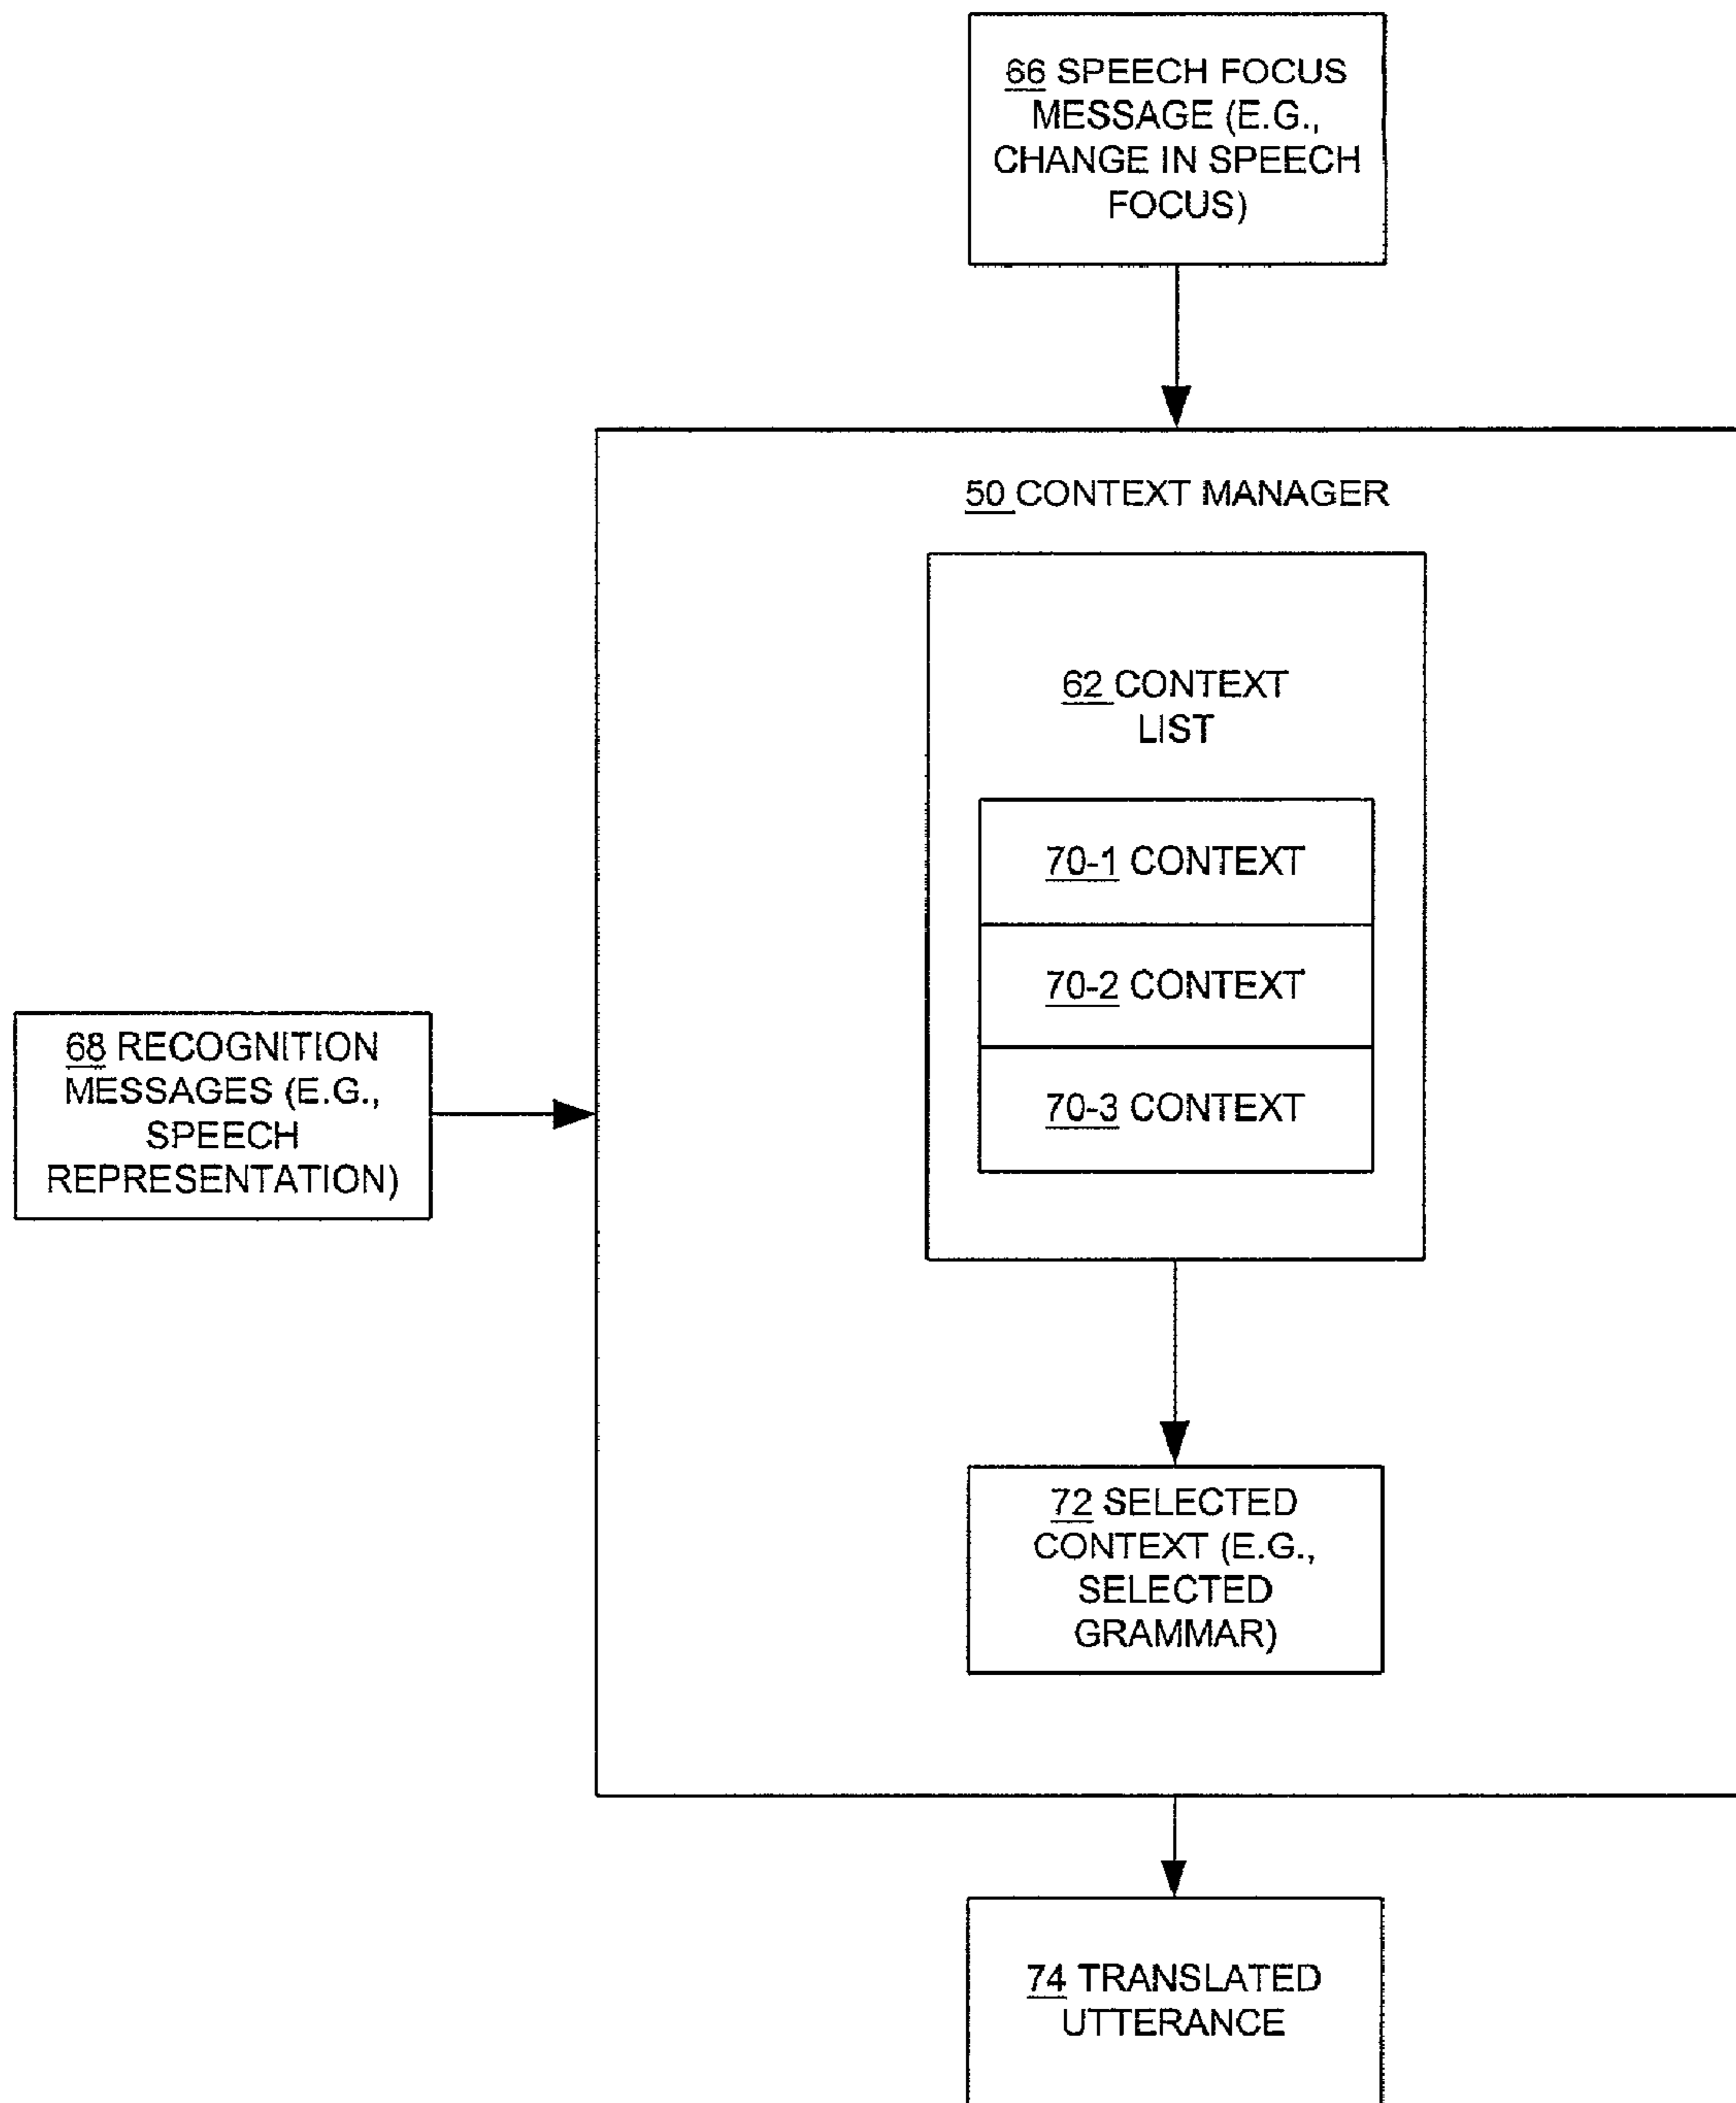 66 SPEECH FOCUS
MESSAGE (E.G.,
CHANGE IN SPEECH
FOCUS)
50 CONTEXT MANAGER
62 CONTEXT
LIST
70-1 CONTEXT
70-2 CONTEXT
70-3 CONTEXT
68 RECOGNITION
MESSAGES (E.G.,
SPEECH
REPRESENTATION)
72 SELECTED
CONTEXT (E.G.,
SELECTED
GRAMMAR)
74 TRANSLATED
UTTERANCE